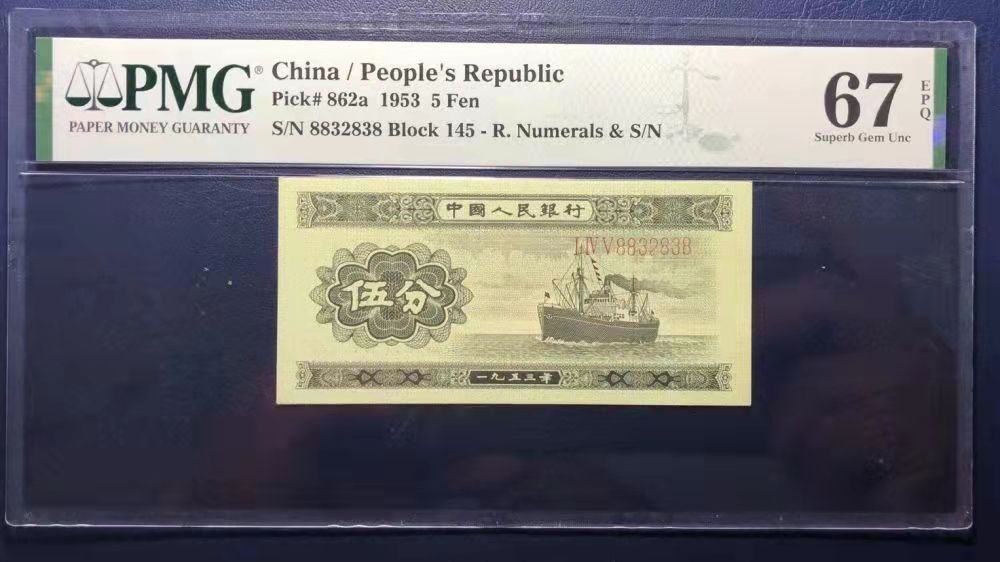 PMG®
PAPER MONEY GUARANTY
China / People's Republic
Pick# 862a 1953 5 Fen
S/N 8832838 Block 145 - R. Numerals & S/N
67
EPQ
Superb Gem Unc
中國人民銀行
I IV V 8832838
伍分
一九五三年